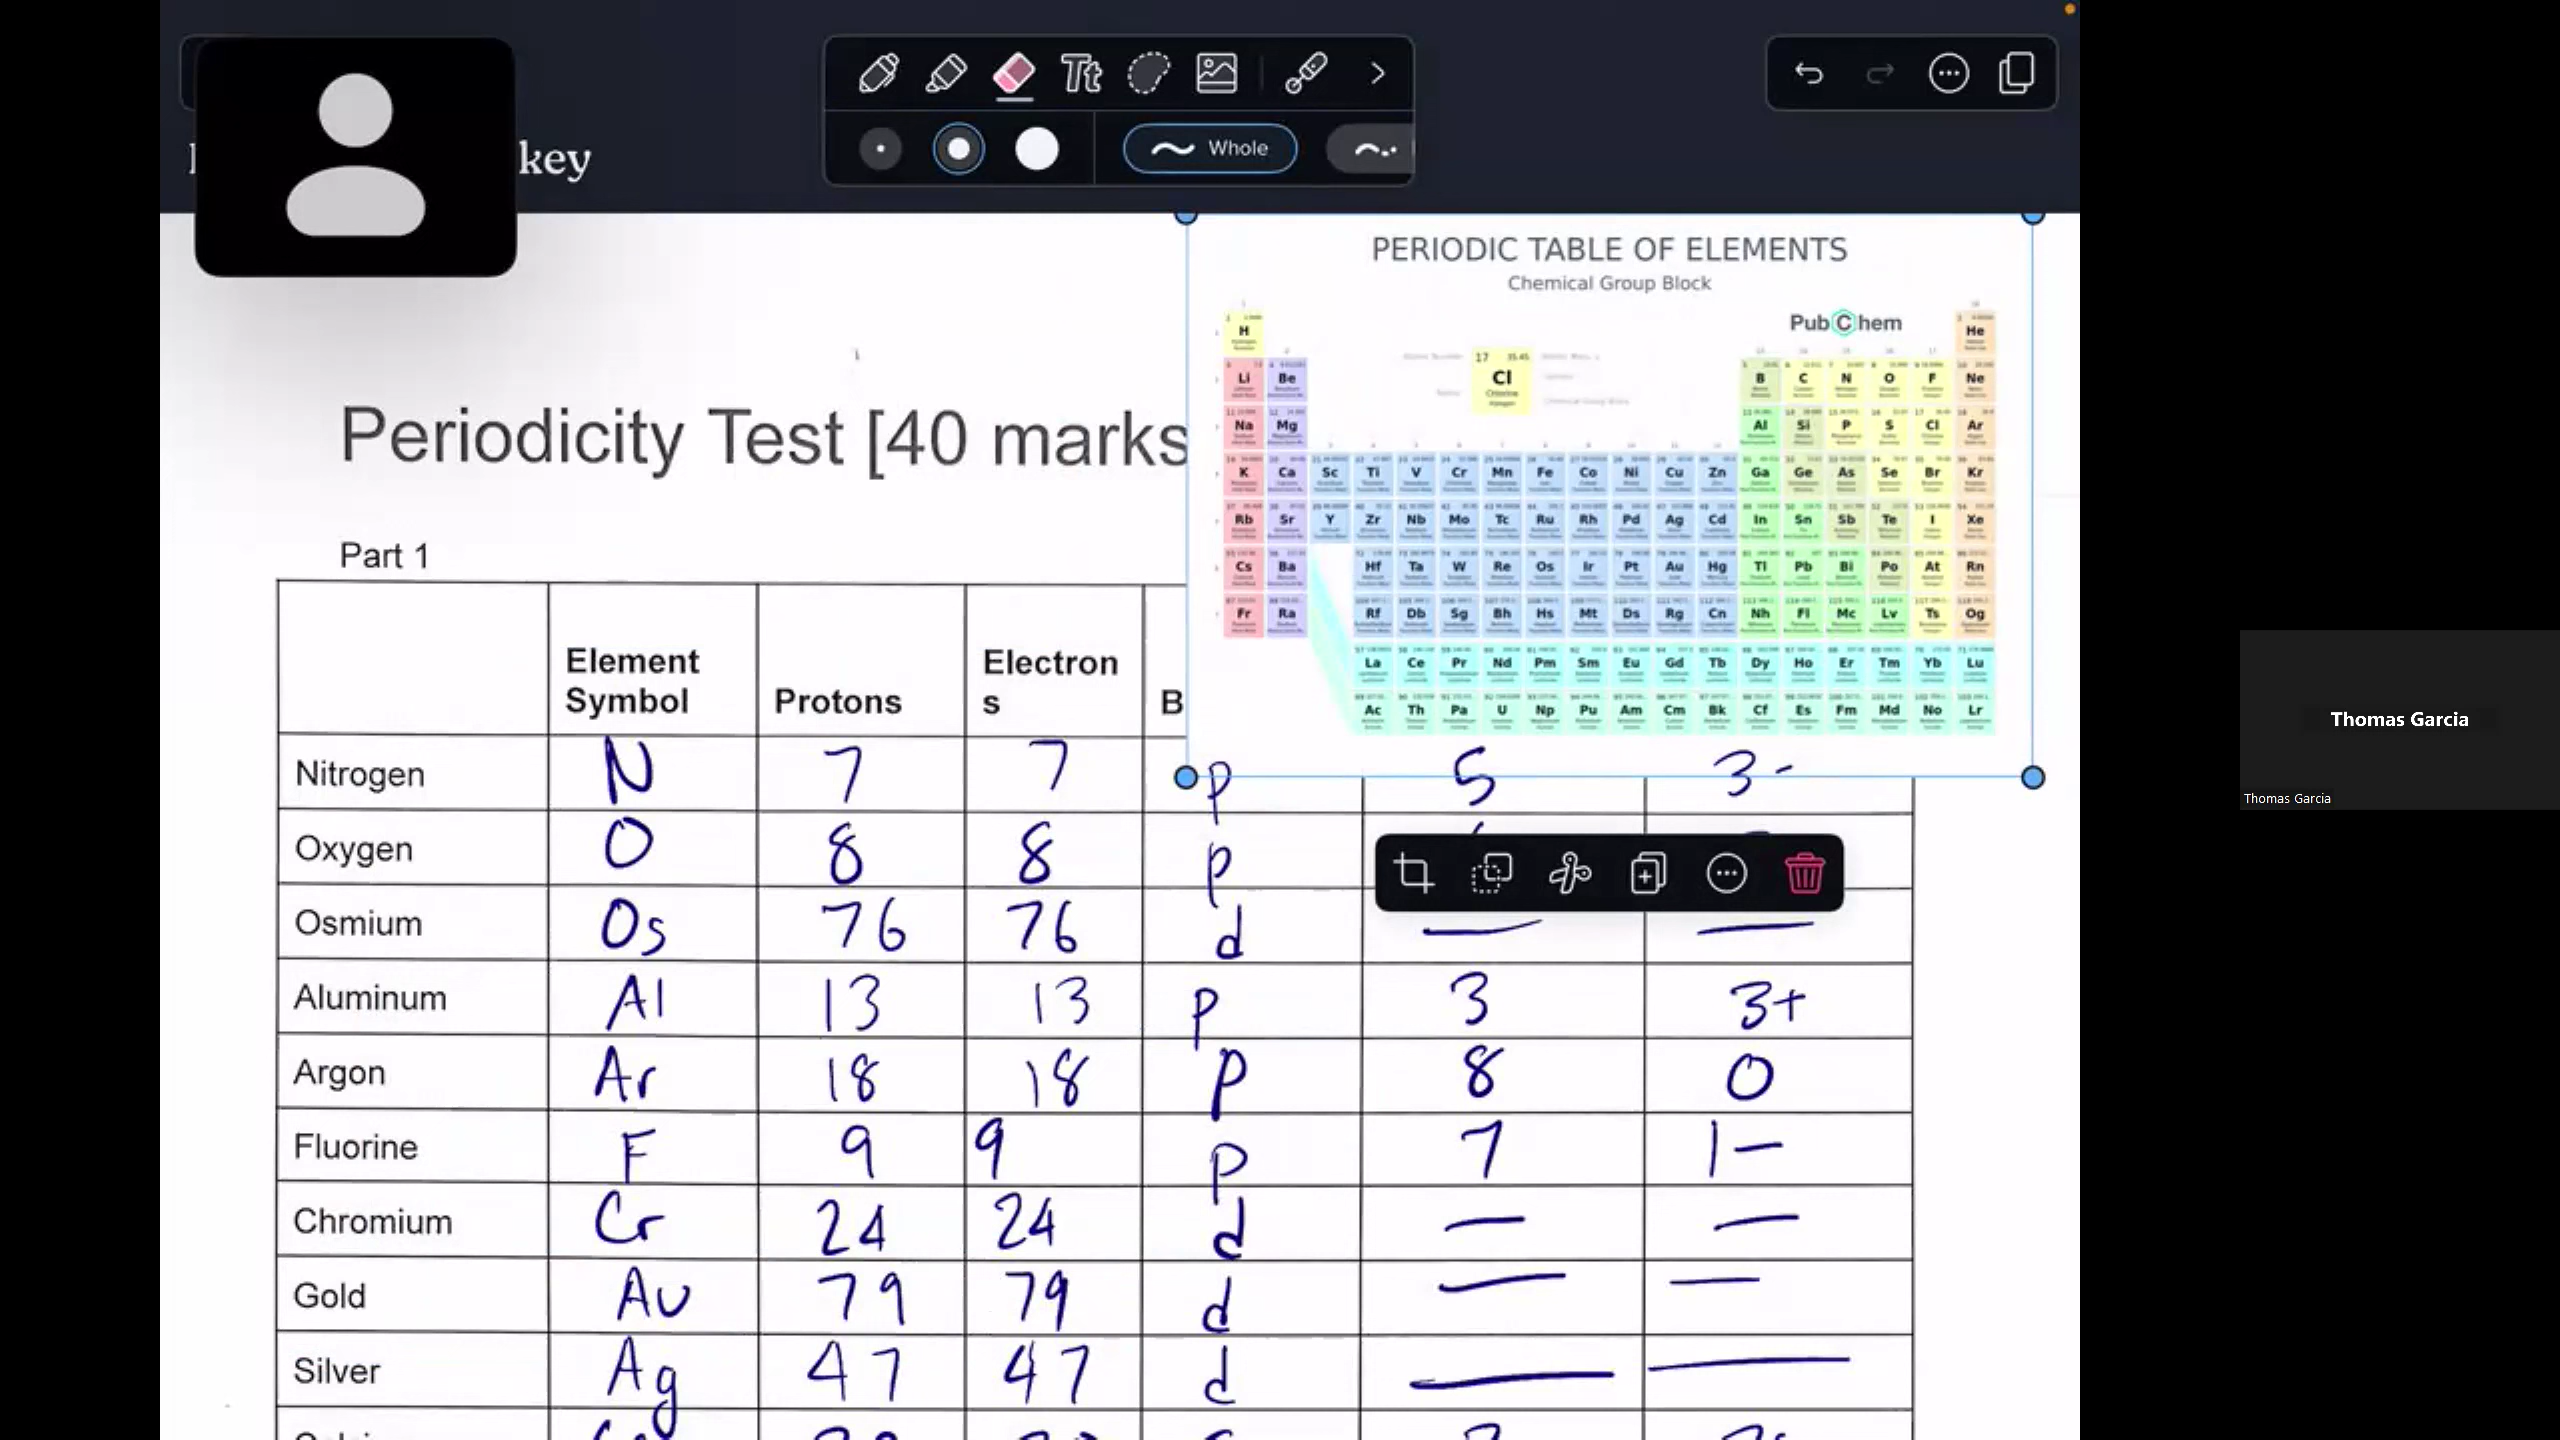 key
Tt
Whole
PERIODIC TABLE OF ELEMENTS
Chemical Group Block
PubChem
H He
17 35.45
Cl
Chlorine
Li Be B C N O F Ne
Na Mg Al Si P S Cl Ar
K Ca Sc Ti V Cr Mn Fe Co Ni Cu Zn Ga Ge As Se Br Kr
Rb Sr Y Zr Nb Mo Tc Ru Rh Pd Ag Cd In Sn Sb Te I Xe
Cs Ba Hf Ta W Re Os Ir Pt Au Hg Tl Pb Bi Po At Rn
Fr Ra Rf Db Sg Bh Hs Mt Ds Rg Cn Nh Fl Mc Lv Ts Og
La Ce Pr Nd Pm Sm Eu Gd Tb Dy Ho Er Tm Yb Lu
Ac Th Pa U Np Pu Am Cm Bk Cf Es Fm Md No Lr
Periodicity Test [40 marks
Part 1
Element Symbol Protons Electrons B
Nitrogen N 7 7 p 5 3-
Oxygen O 8 8 p
Osmium Os 76 76 d — —
Aluminum Al 13 13 p 3 3+
Argon Ar 18 18 p 8 0
Fluorine F 9 9 p 7 1-
Chromium Cr 24 24 d — —
Gold Au 79 79 d — —
Silver Ag 47 47 d — —
Thomas Garcia
Thomas Garcia